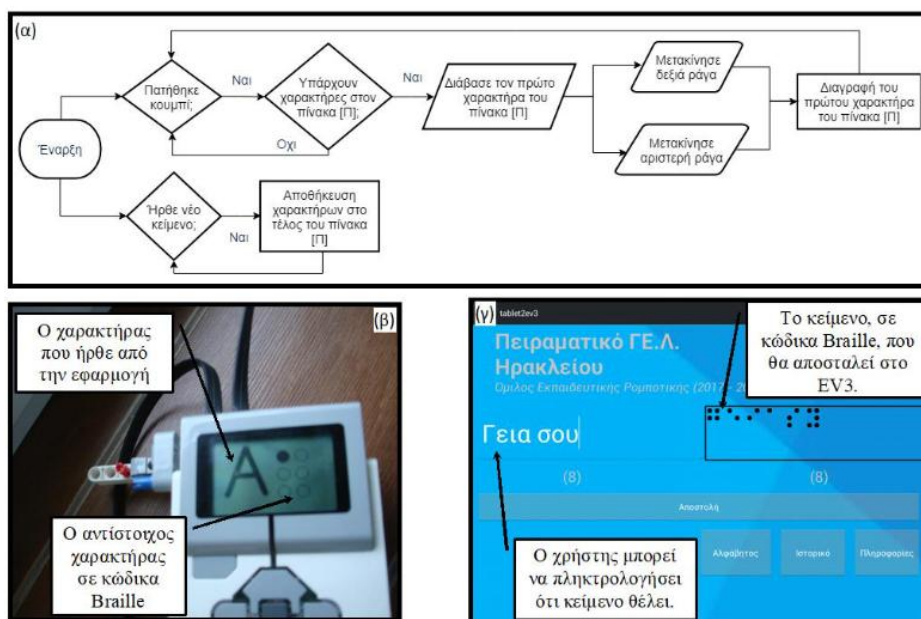 (α)
Έναρξη
Πατήθηκε
κουμπί;
Ναι
Υπάρχουν
χαρακτήρες στον
πίνακα [Π];
Ναι
Οχι
Διάβασε τον πρώτο
χαρακτήρα του
πίνακα [Π]
Μετακίνησε
δεξιά ράγα
Μετακίνησε
αριστερή ράγα
Διαγραφή του
πρώτου χαρακτήρα
του πίνακα [Π]
Ήρθε νέο
κείμενο;
Ναι
Αποθήκευση
χαρακτήρων στο
τέλος του πίνακα
[Π]
(β)
Ο χαρακτήρας
που ήρθε από
την εφαρμογή
A
Ο αντίστοιχος
χαρακτήρας
σε κώδικα
Braille
(γ)
tablet2ev3
Πειραματικό ΓΕ.Λ.
Ηρακλείου
Όμιλος Εκπαιδευτικής Ρομποτικής (2017 - 20
Το κείμενο, σε
κώδικα Braille, που
θα αποσταλεί στο
EV3.
Γεια σου
(8)
(8)
Αποστολή
Αλφάβητος
Ιστορικό
Πληροφορίες
Ο χρήστης μπορεί
να πληκτρολογήσει
ότι κείμενο θέλει.